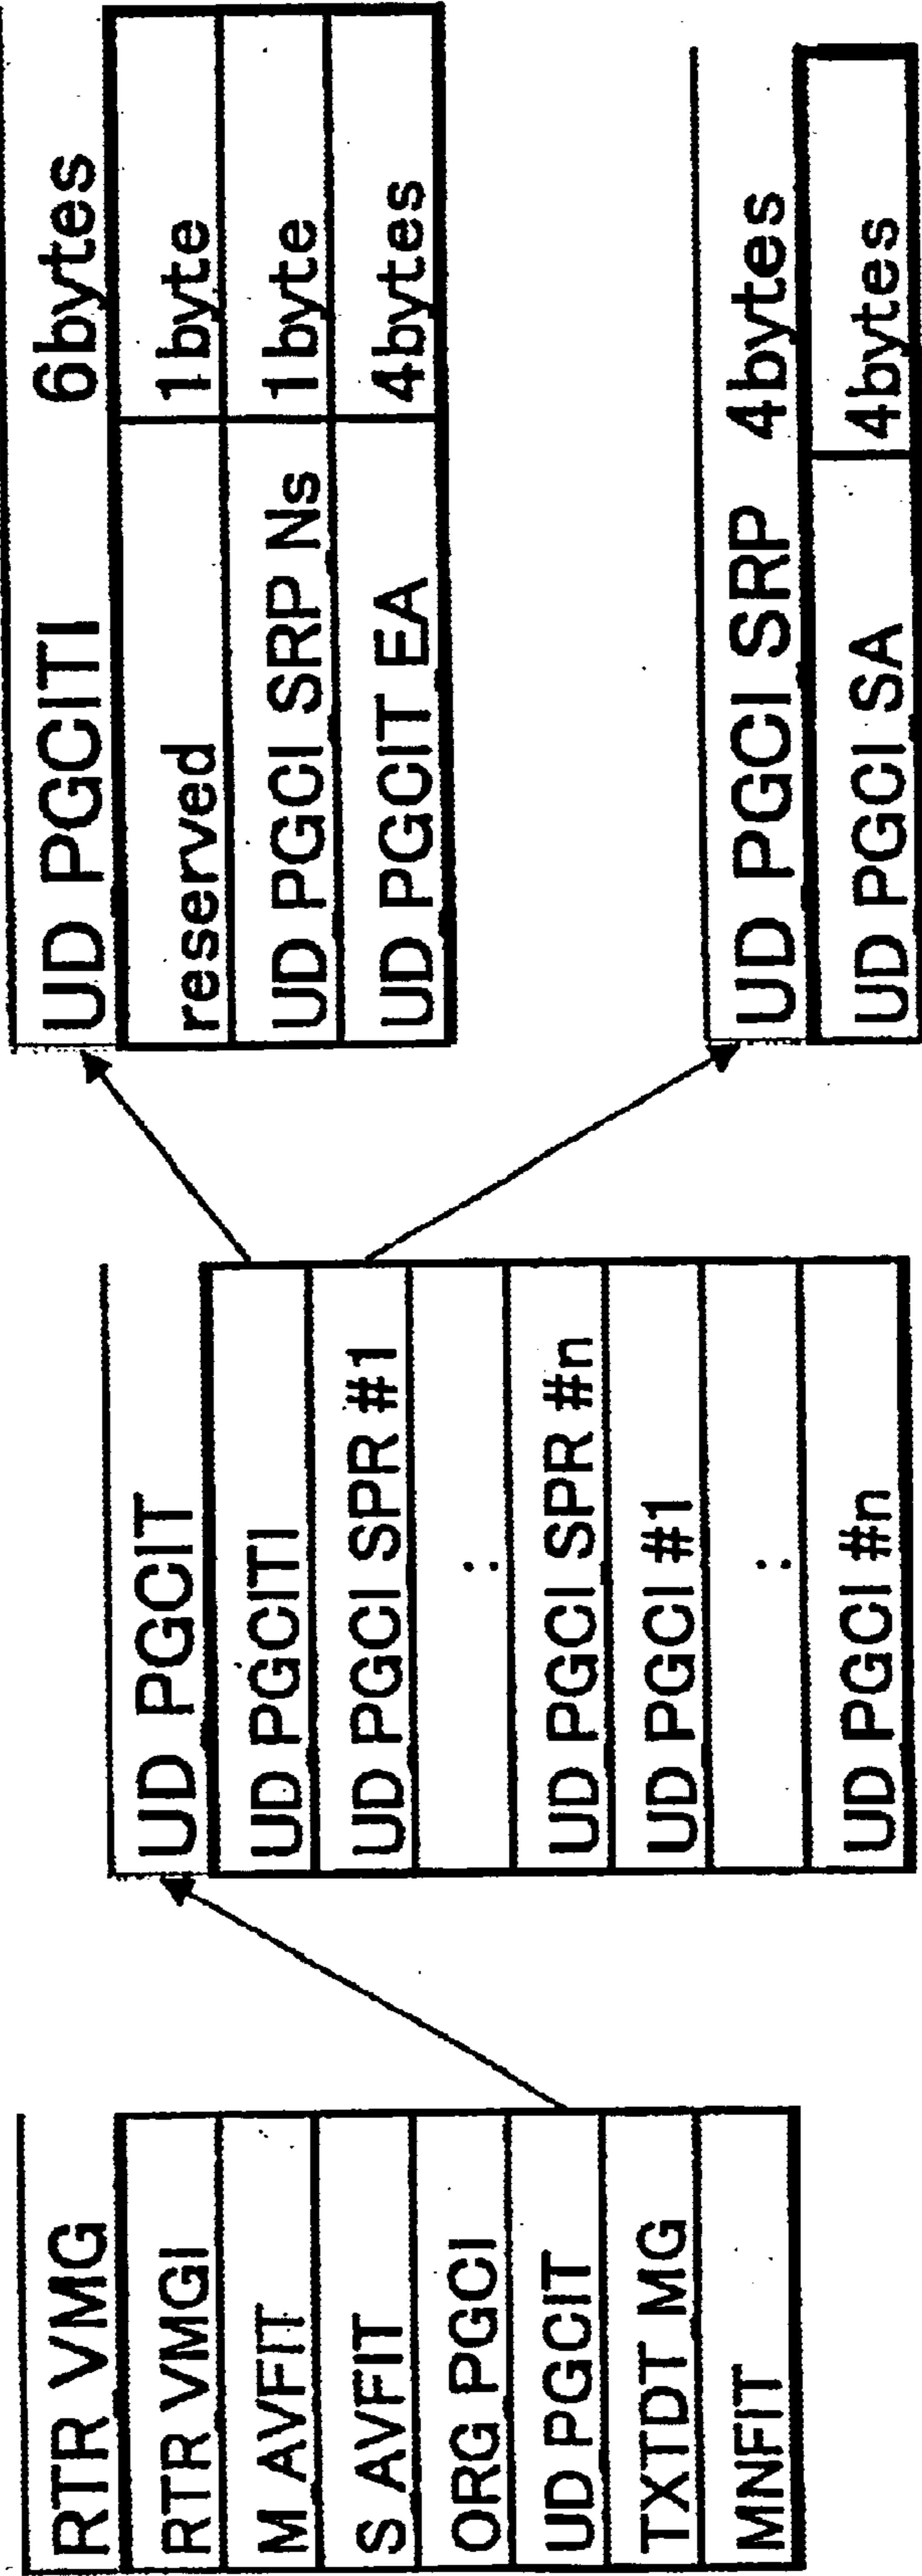 RTR VMG
RTR VMGI
M AVFIT
S AVFIT
ORG PGCI
UD PGCIT
TXTDT MG
MNFIT
UD PGCIT
UD PGCITI
UD PGCI SPR #1
:
UD PGCI SPR #n
UD PGCI #1
:
UD PGCI #n
UD PGCITI 6bytes
reserved 1byte
UD PGCI SRP Ns 1byte
UD PGCIT EA 4bytes
UD PGCI SRP 4bytes
UD PGCI SA 4bytes